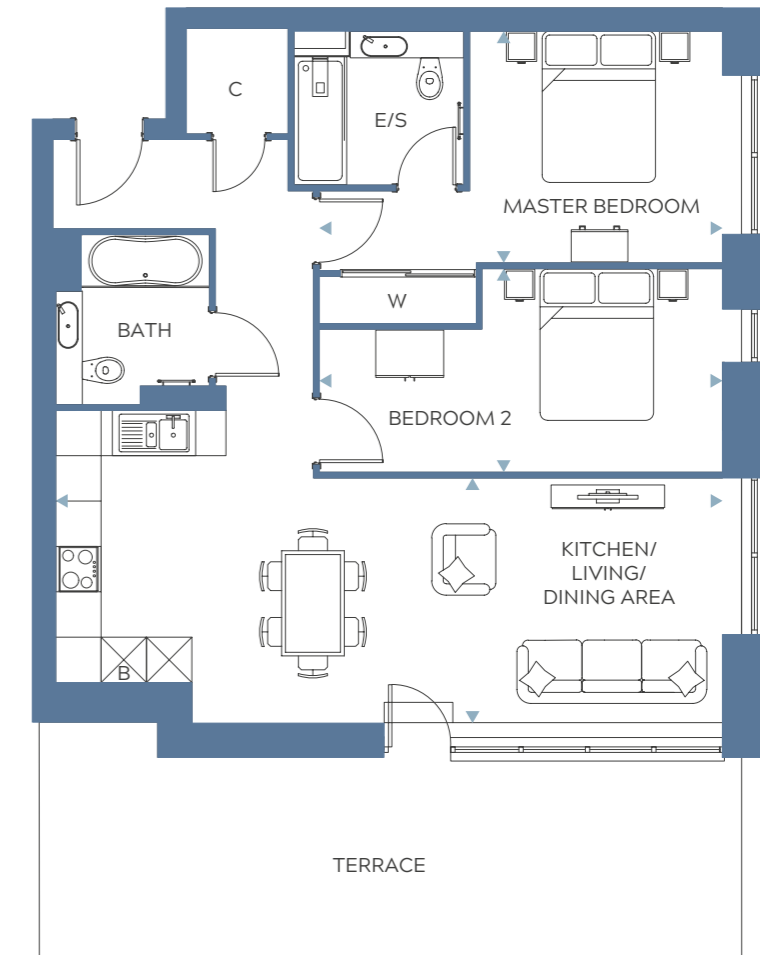 C
E/S
MASTER BEDROOM
W
BATH
BEDROOM 2
KITCHEN/
LIVING/
DINING AREA
B
TERRACE